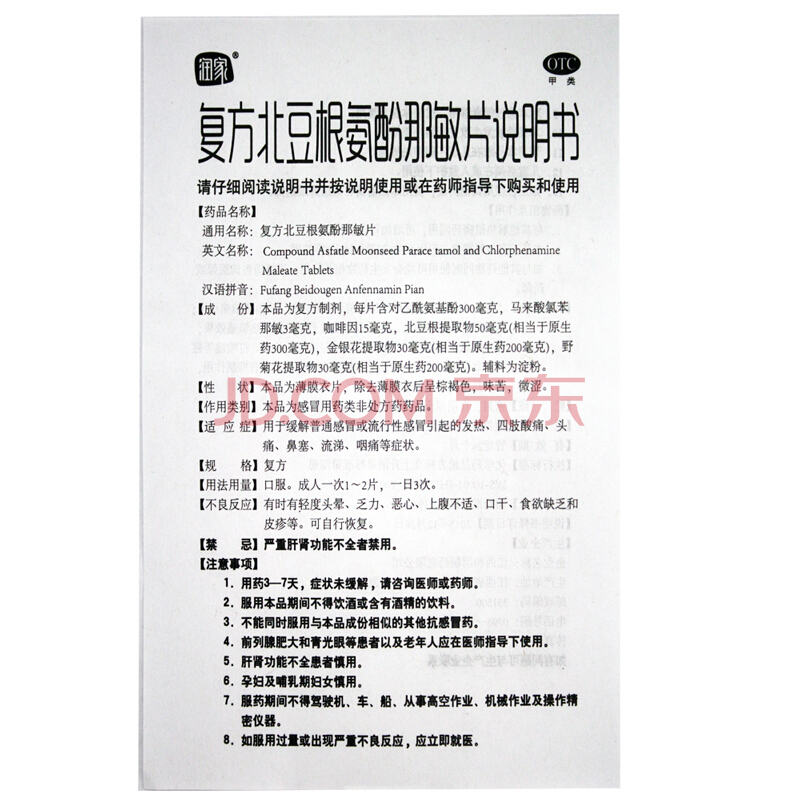 润家®
OTC
甲类
复方北豆根氨酚那敏片说明书
请仔细阅读说明书并按说明使用或在药师指导下购买和使用
【药品名称】
通用名称：复方北豆根氨酚那敏片
英文名称： Compound Asfatle Moonseed Parace tamol and Chlorphenamine
Maleate Tablets
汉语拼音：Fufang Beidougen Anfennamin Pian
【成　份】本品为复方制剂，每片含对乙酰氨基酚300毫克，马来酸氯苯
那敏3毫克，咖啡因15毫克，北豆根提取物50毫克(相当于原生
药300毫克)，金银花提取物30毫克(相当于原生药200毫克)，野
菊花提取物30毫克(相当于原生药200毫克)。辅料为淀粉。
【性　状】本品为薄膜衣片，除去薄膜衣后呈棕褐色，味苦，微涩。
JD.COM 京东
【作用类别】本品为感冒用药类非处方药药品。
【适 应 症】用于缓解普通感冒或流行性感冒引起的发热、四肢酸痛、头
痛、鼻塞、流涕、咽痛等症状。
【规　格】复方
【用法用量】口服。成人一次1～2片，一日3次。
【不良反应】有时有轻度头晕、乏力、恶心、上腹不适、口干、食欲缺乏和
皮疹等。可自行恢复。
【禁　忌】严重肝肾功能不全者禁用。
【注意事项】
1．用药3—7天，症状未缓解，请咨询医师或药师。
2．服用本品期间不得饮酒或含有酒精的饮料。
3．不能同时服用与本品成份相似的其他抗感冒药。
4．前列腺肥大和青光眼等患者以及老年人应在医师指导下使用。
5．肝肾功能不全患者慎用。
6．孕妇及哺乳期妇女慎用。
7．服药期间不得驾驶机、车、船、从事高空作业、机械作业及操作精
密仪器。
8．如服用过量或出现严重不良反应，应立即就医。